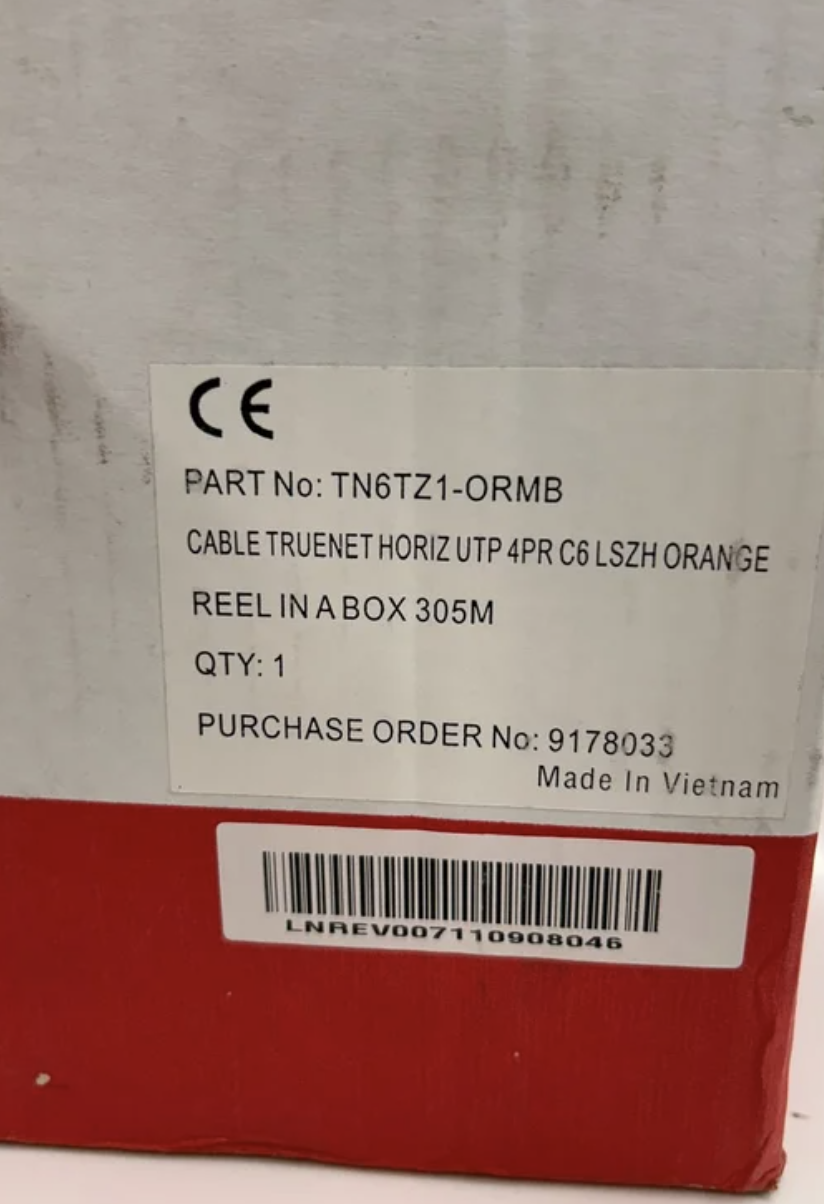 CE
PART No: TN6TZ1-ORMB
CABLE TRUENET HORIZ UTP 4PR C6 LSZH ORANGE
REEL IN A BOX 305M
QTY: 1
PURCHASE ORDER No: 9178033
Made In Vietnam
LNREV007110908046